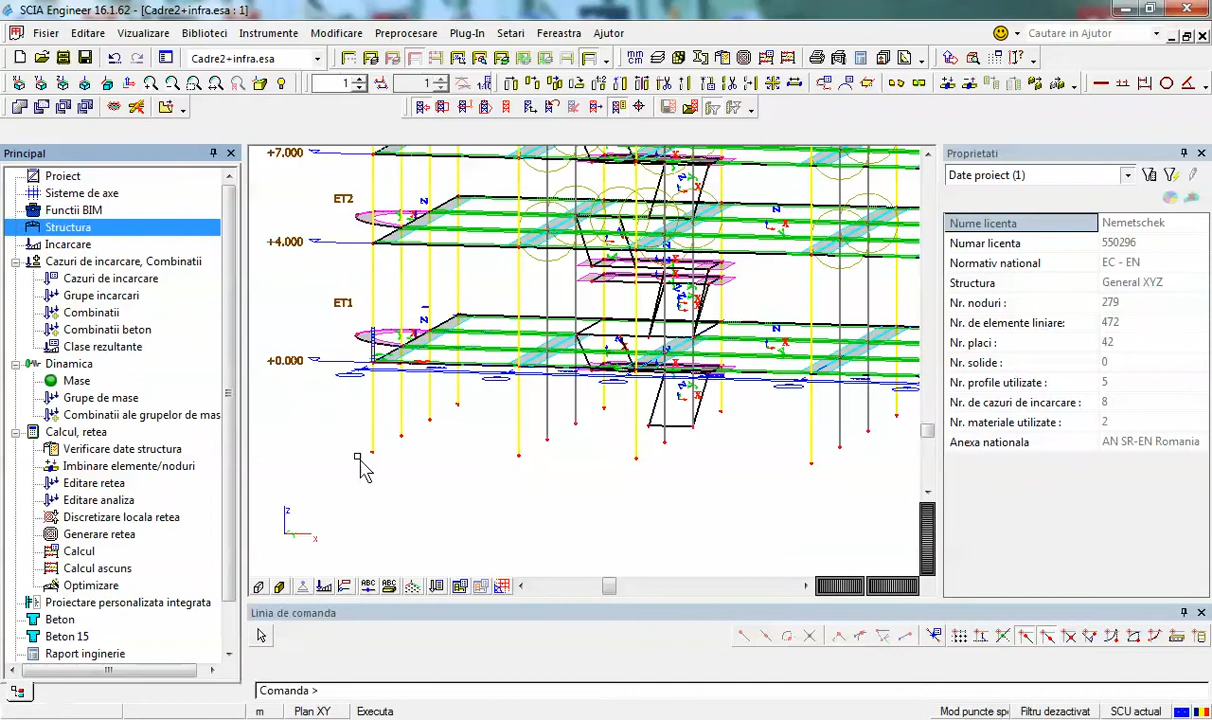 SCIA Engineer 16.1.62 - [Cadre2+infra.esa : 1]
Fisier Editare Vizualizare Biblioteci Instrumente Modificare Preprocesare Plug-In Setari Fereastra Ajutor Cautare in Ajutor
Cadre2+infra.esa
1 1
Principal
Proiect
Sisteme de axe
Functii BIM
Structura
Incarcare
Cazuri de incarcare, Combinatii
Cazuri de incarcare
Grupe incarcari
Combinatii
Combinatii beton
Clase rezultante
Dinamica
Mase
Grupe de mase
Combinatii ale grupelor de mas
Calcul, retea
Verificare date structura
Imbinare elemente/noduri
Editare retea
Editare analiza
Discretizare locala retea
Generare retea
Calcul
Calcul ascuns
Optimizare
Proiectare personalizata integrata
Beton
Beton 15
Raport inginerie
+7.000
ET2
+4.000
ET1
+0.000
z
x
Proprietati
Date proiect (1)
Nume licenta Nemetschek
Numar licenta 550296
Normativ national EC - EN
Structura General XYZ
Nr. noduri : 279
Nr. de elemente liniare: 472
Nr. placi : 42
Nr. solide : 0
Nr. profile utilizate : 5
Nr. de cazuri de incarcare : 8
Nr. materiale utilizate : 2
Anexa nationala AN SR-EN Romania
Linia de comanda
Comanda >
m Plan XY Executa Mod puncte spe Filtru dezactivat SCU actual